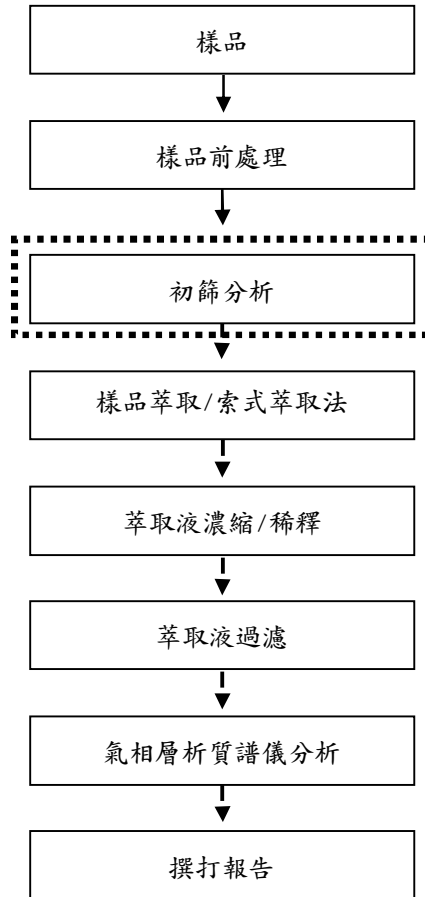 樣品
樣品前處理
初篩分析
樣品萃取/索式萃取法
萃取液濃縮/稀釋
萃取液過濾
氣相層析質譜儀分析
撰打報告